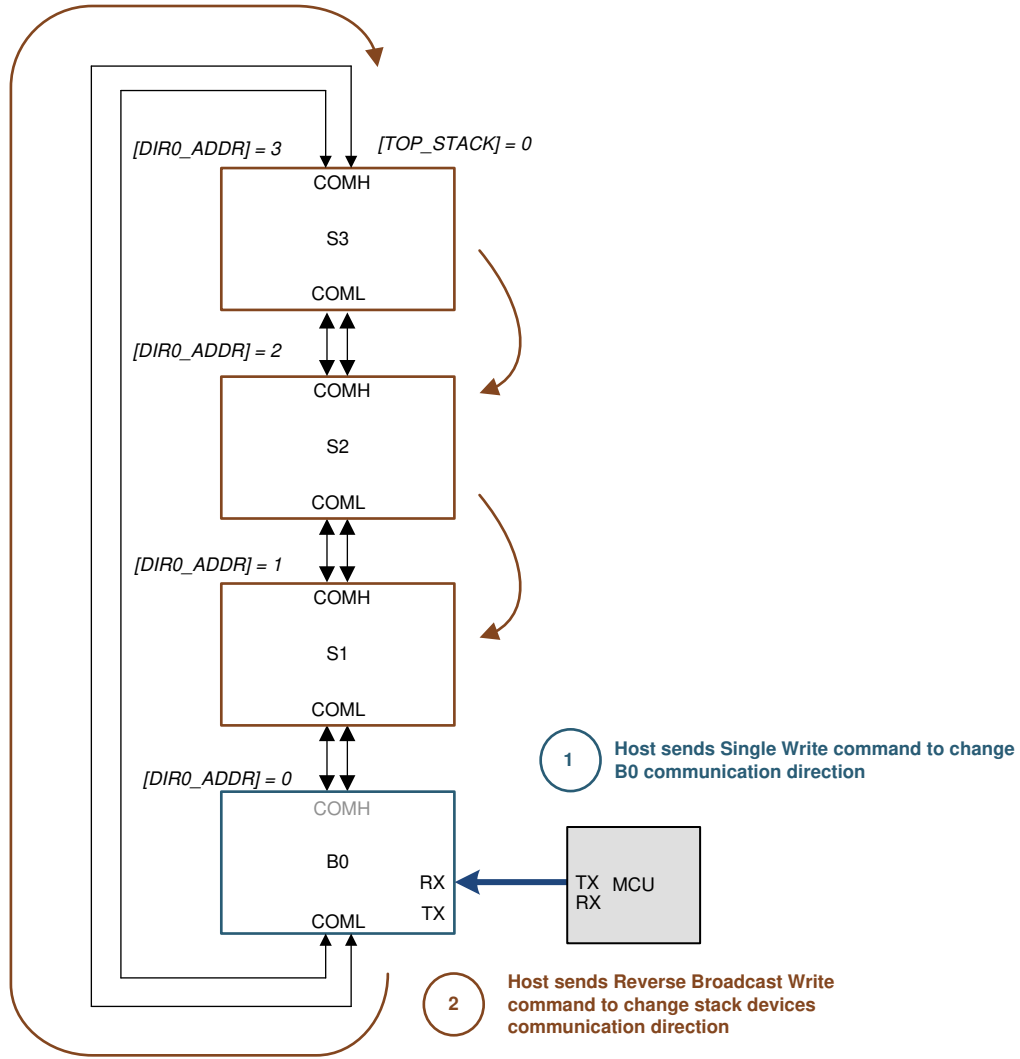 [DIR0_ADDR] = 3
[TOP_STACK] = 0
COMH
S3
COML
[DIR0_ADDR] = 2
COMH
S2
COML
[DIR0_ADDR] = 1
COMH
S1
COML
1
Host sends Single Write command to change
B0 communication direction
[DIR0_ADDR] = 0
COMH
B0
RX
TX
COML
TX MCU
RX
2
Host sends Reverse Broadcast Write
command to change stack devices
communication direction